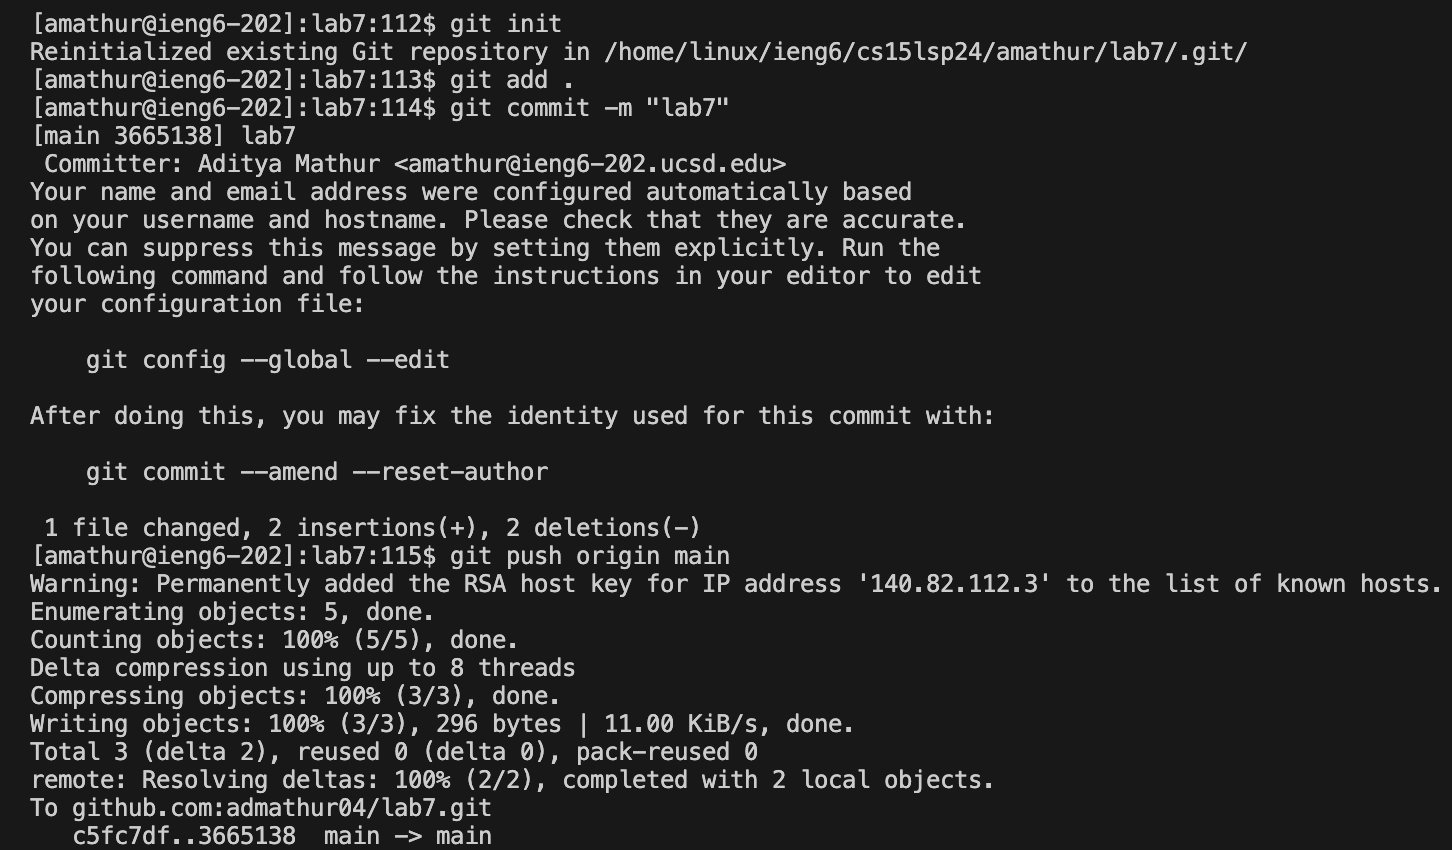 [amathur@ieng6-202]:lab7:112$ git init
Reinitialized existing Git repository in /home/linux/ieng6/cs15lsp24/amathur/lab7/.git/
[amathur@ieng6-202]:lab7:113$ git add .
[amathur@ieng6-202]:lab7:114$ git commit -m "lab7"
[main 3665138] lab7
 Committer: Aditya Mathur <amathur@ieng6-202.ucsd.edu>
Your name and email address were configured automatically based
on your username and hostname. Please check that they are accurate.
You can suppress this message by setting them explicitly. Run the
following command and follow the instructions in your editor to edit
your configuration file:

    git config --global --edit

After doing this, you may fix the identity used for this commit with:

    git commit --amend --reset-author

 1 file changed, 2 insertions(+), 2 deletions(-)
[amathur@ieng6-202]:lab7:115$ git push origin main
Warning: Permanently added the RSA host key for IP address '140.82.112.3' to the list of known hosts.
Enumerating objects: 5, done.
Counting objects: 100% (5/5), done.
Delta compression using up to 8 threads
Compressing objects: 100% (3/3), done.
Writing objects: 100% (3/3), 296 bytes | 11.00 KiB/s, done.
Total 3 (delta 2), reused 0 (delta 0), pack-reused 0
remote: Resolving deltas: 100% (2/2), completed with 2 local objects.
To github.com:admathur04/lab7.git
   c5fc7df..3665138  main -> main